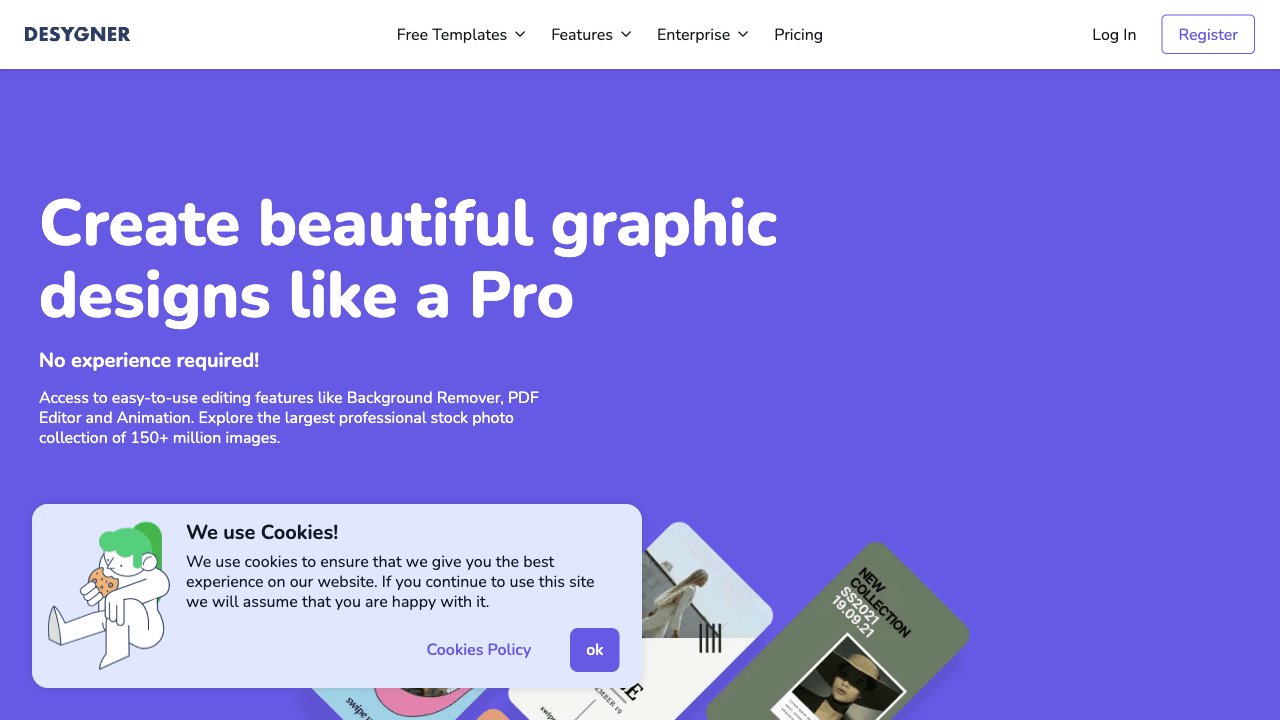 DESYGNER
Free Templates
Features
Enterprise
Pricing
Log In
Register
Create beautiful graphic
designs like a Pro
No experience required!
Access to easy-to-use editing features like Background Remover, PDF
Editor and Animation. Explore the largest professional stock photo
collection of 150+ million images.
We use Cookies!
We use cookies to ensure that we give you the best
experience on our website. If you continue to use this site
we will assume that you are happy with it.
Cookies Policy
ok
NEW
COLLECTION
SS2021
19.09.21